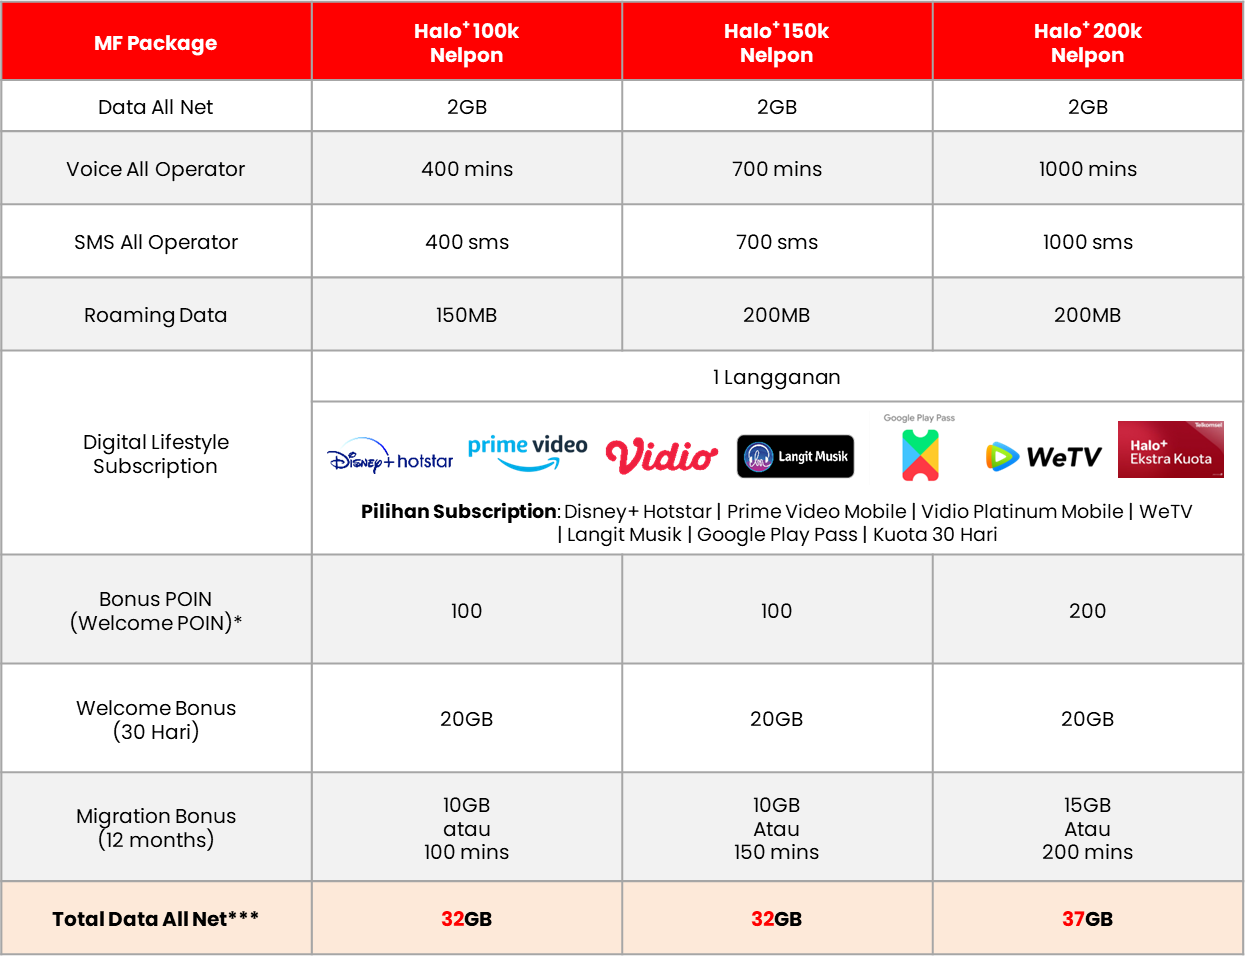 MF Package
Halo⁺ 100k
Nelpon
Halo⁺ 150k
Nelpon
Halo⁺ 200k
Nelpon
Data All Net
2GB
2GB
2GB
Voice All Operator
400 mins
700 mins
1000 mins
SMS All Operator
400 sms
700 sms
1000 sms
Roaming Data
150MB
200MB
200MB
Digital Lifestyle
Subscription
1 Langganan
Disney+ hotstar
prime video
Vidio
Langit Musik
Google Play Pass
WeTV
Telkomsel
Halo⁺
Ekstra Kuota
Pilihan Subscription: Disney+ Hotstar | Prime Video Mobile | Vidio Platinum Mobile | WeTV
| Langit Musik | Google Play Pass | Kuota 30 Hari
Bonus POIN
(Welcome POIN)*
100
100
200
Welcome Bonus
(30 Hari)
20GB
20GB
20GB
Migration Bonus
(12 months)
10GB
atau
100 mins
10GB
Atau
150 mins
15GB
Atau
200 mins
Total Data All Net***
32GB
32GB
37GB